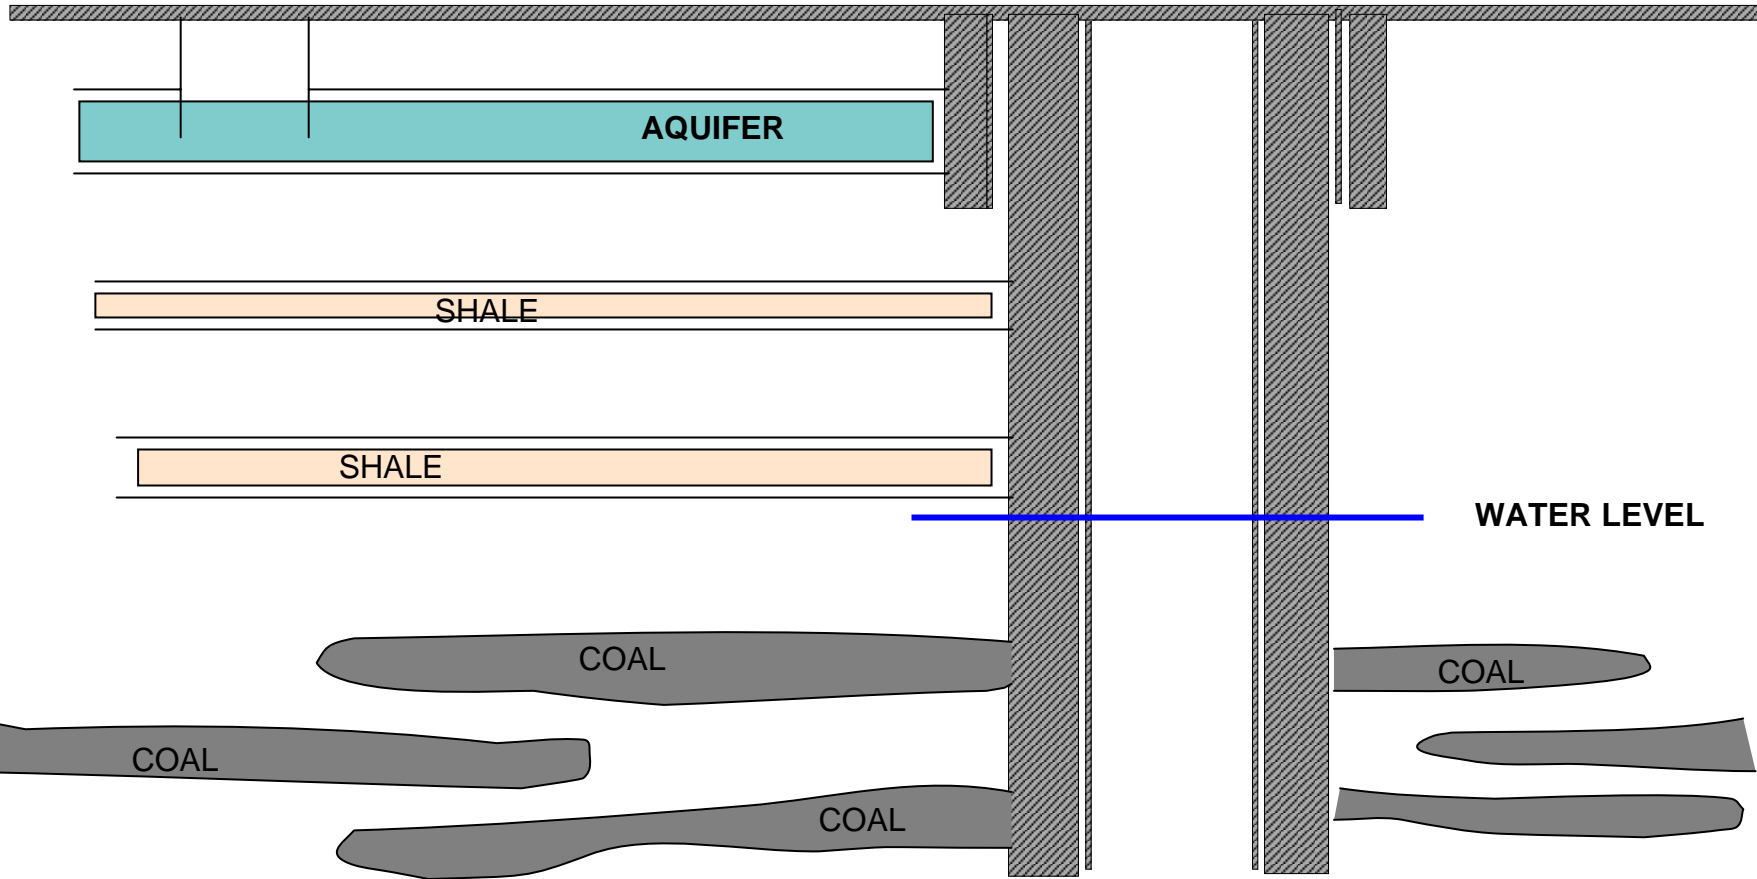 AQUIFER
SHALE
SHALE
WATER LEVEL
COAL
COAL
COAL
COAL